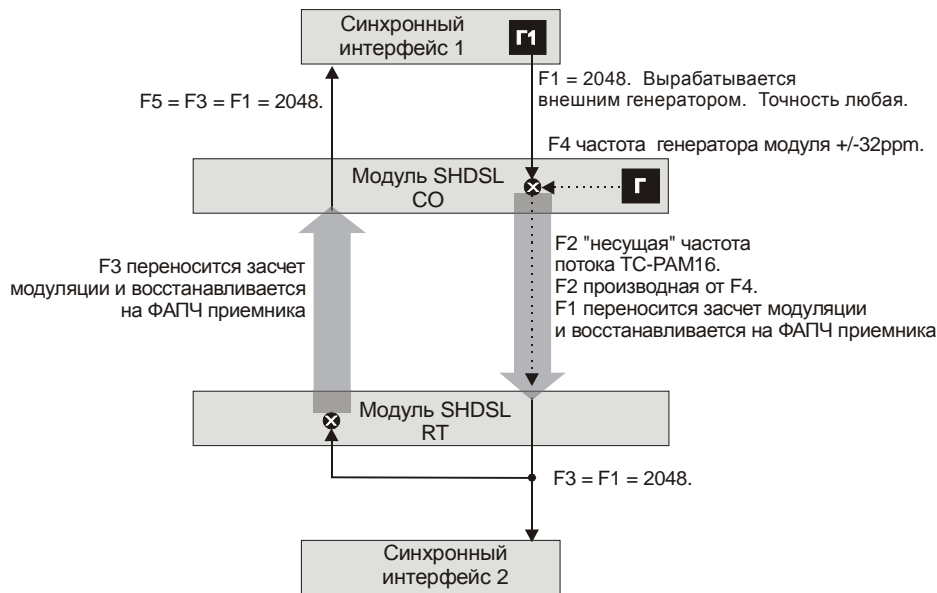 Синхронный
интерфейс 1
Г1
F1 = 2048. Вырабатывается
внешним генератором. Точность любая.
F5 = F3 = F1 = 2048.
F4 частота генератора модуля +/-32ppm.
Модуль SHDSL
CO
Г
F2 "несущая" частота
потока TC-PAM16.
F2 производная от F4.
F1 переносится засчет модуляции
и восстанавливается на ФАПЧ приемника
F3 переносится засчет
модуляции и восстанавливается
на ФАПЧ приемника
Модуль SHDSL
RT
F3 = F1 = 2048.
Синхронный
интерфейс 2